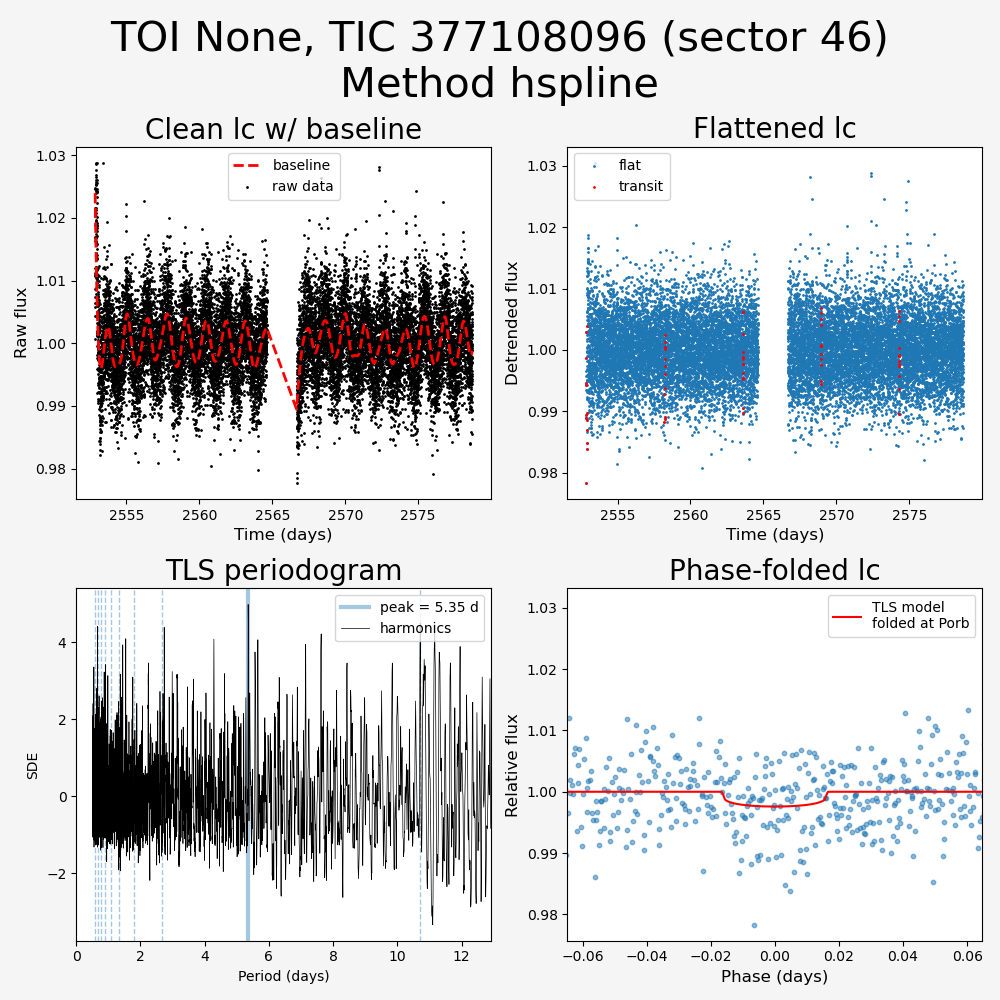 TOI None, TIC 377108096 (sector 46)
Method hspline
Clean lc w/ baseline
Flattened lc
baseline
raw data
flat
transit
1.03
1.02
1.01
1.00
0.99
0.98
Raw flux
2555
2560
2565
2570
2575
Time (days)
1.03
1.02
1.01
1.00
0.99
0.98
Detrended flux
2555
2560
2565
2570
2575
Time (days)
TLS periodogram
Phase-folded lc
peak = 5.35 d
harmonics
TLS model
folded at Porb
4
2
0
−2
SDE
0
2
4
6
8
10
12
Period (days)
1.03
1.02
1.01
1.00
0.99
0.98
Relative flux
−0.06
−0.04
−0.02
0.00
0.02
0.04
0.06
Phase (days)